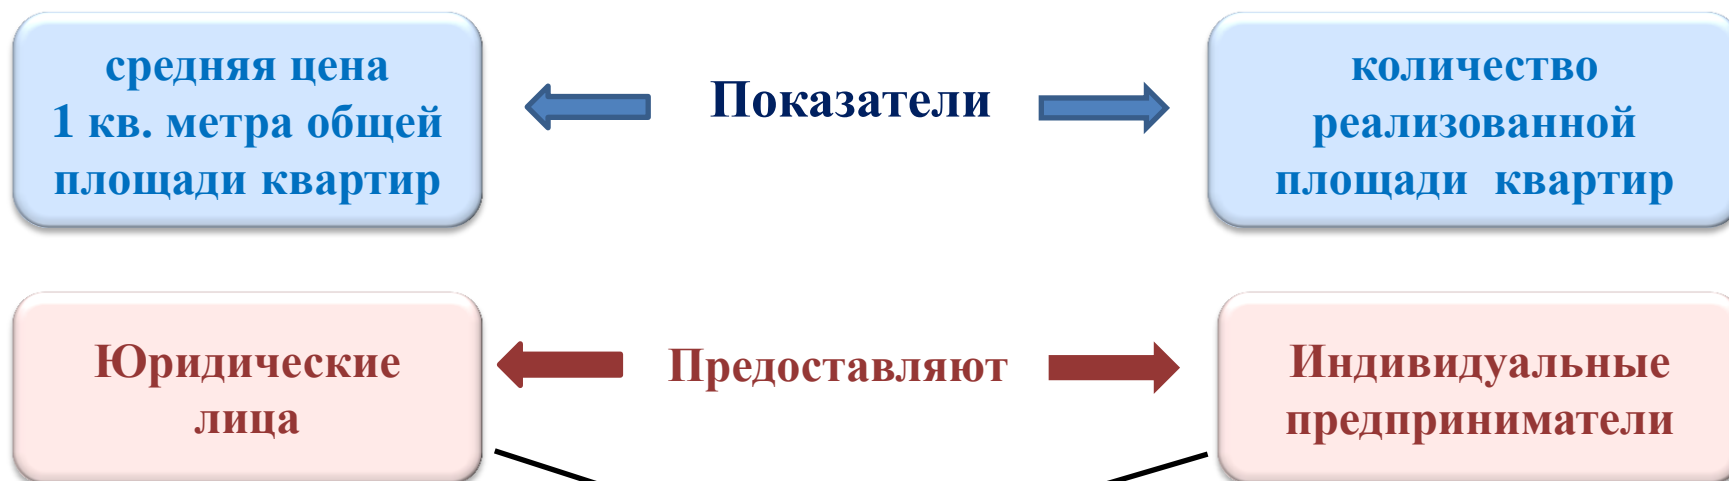 средняя цена
1 кв. метра общей
площади квартир
Показатели
количество
реализованной
площади квартир
Юридические
лица
Предоставляют
Индивидуальные
предприниматели